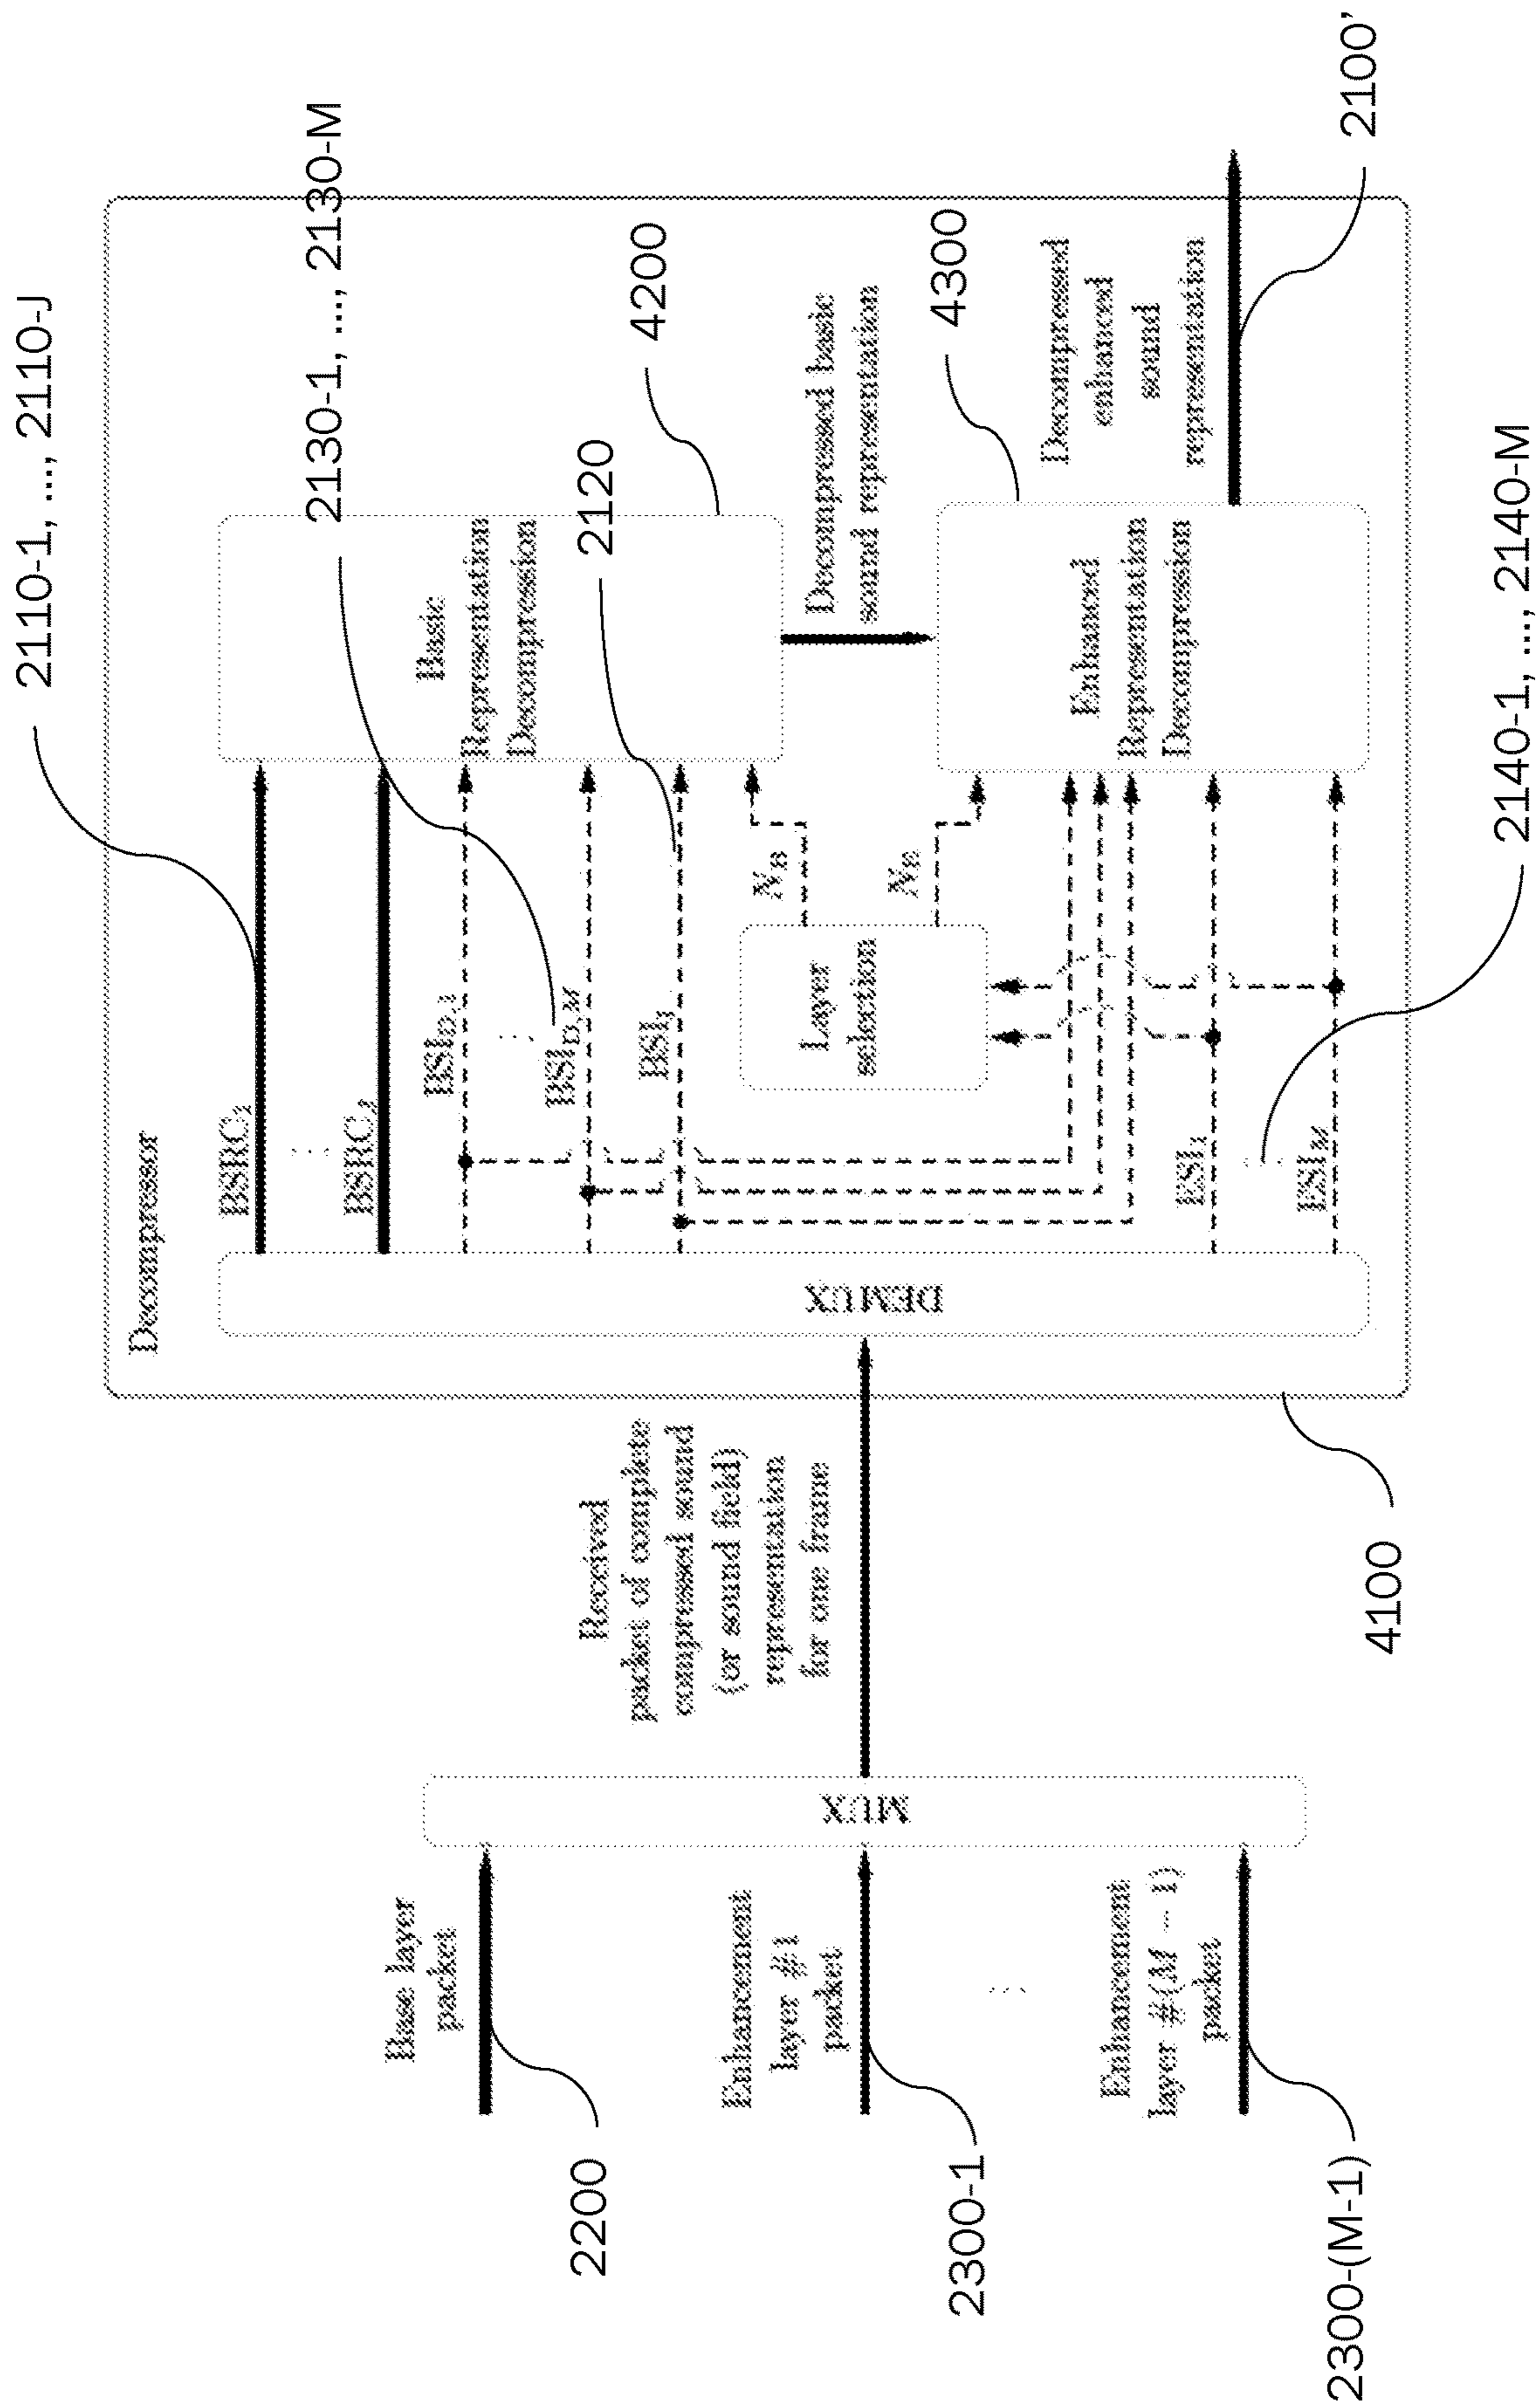 2200
Base layer
packet
2300-1
Enhancement
layer #1
packet
⋮
2300-(M-1)
Enhancement
layer #(M − 1)
packet
MUX
Received
packet of complete
compressed sound
(or sound field)
representation
for one frame
4100
Decompressor
DEMUX
2110-1, ..., 2110-J
BSRC1
⋮
BSRCJ
2130-1, ..., 2130-M
BSID,1
⋮
BSID,M
2120
BSII
Layer
selection
NB
NB
ESI1
⋮
ESIM
2140-1, ..., 2140-M
Basic
Representation
Decompression
4200
Decompressed basic
sound representation
Enhanced
Representation
Decompression
4300
Decompressed
enhanced
sound
representation
2100'